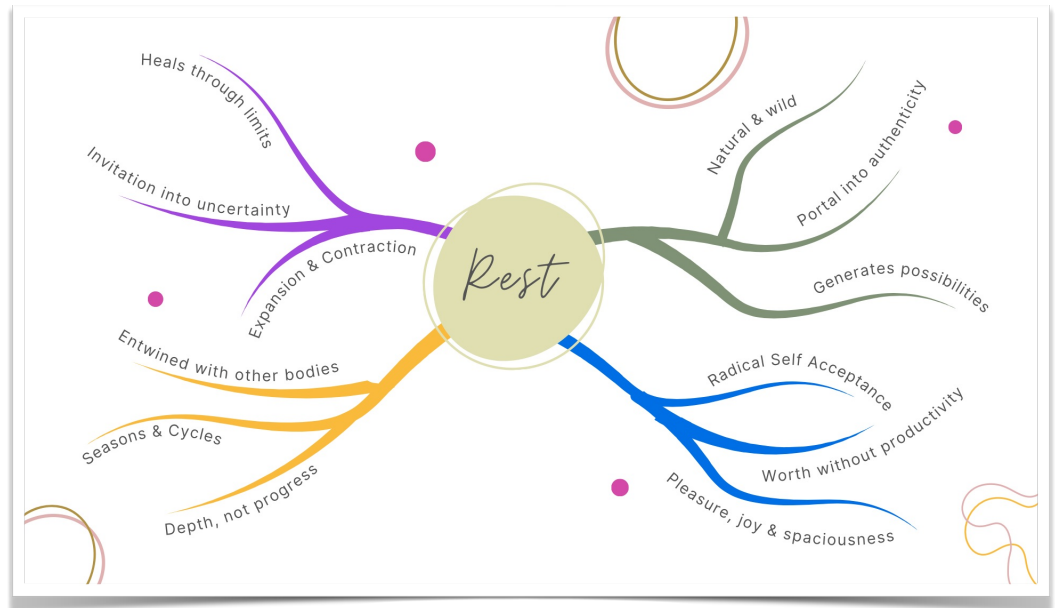 Heals through limits
Invitation into uncertainty
Expansion & Contraction
Rest
Natural & wild
Portal into authenticity
Generates possibilities
Entwined with other bodies
Seasons & Cycles
Depth, not progress
Radical Self Acceptance
Worth without productivity
Pleasure, joy & spaciousness